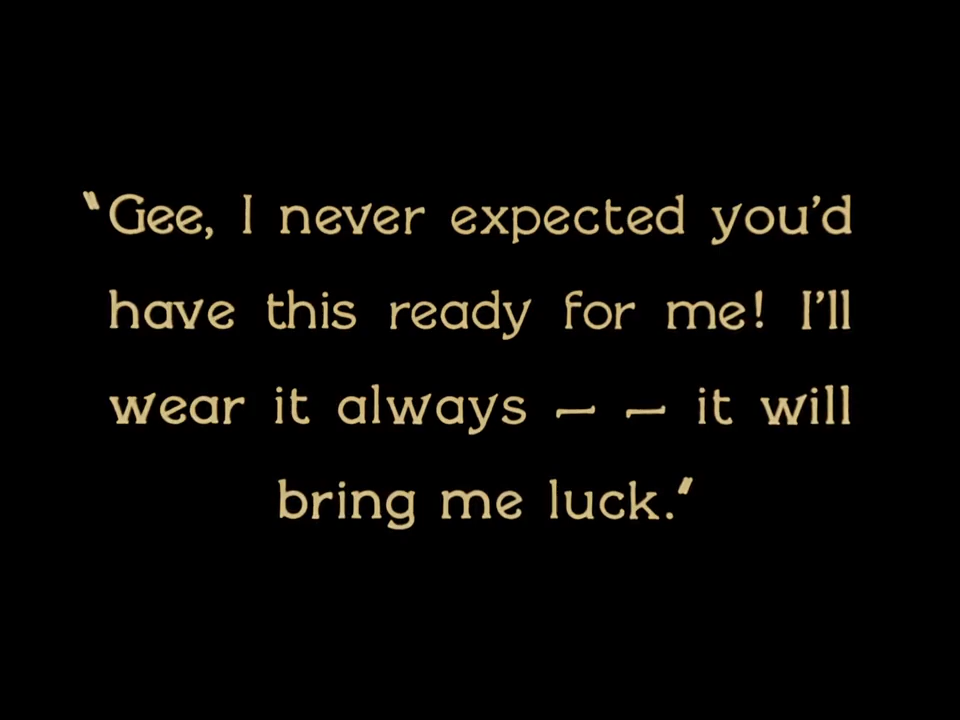 “Gee, I never expected you’d
have this ready for me! I’ll
wear it always — — it will
bring me luck.”